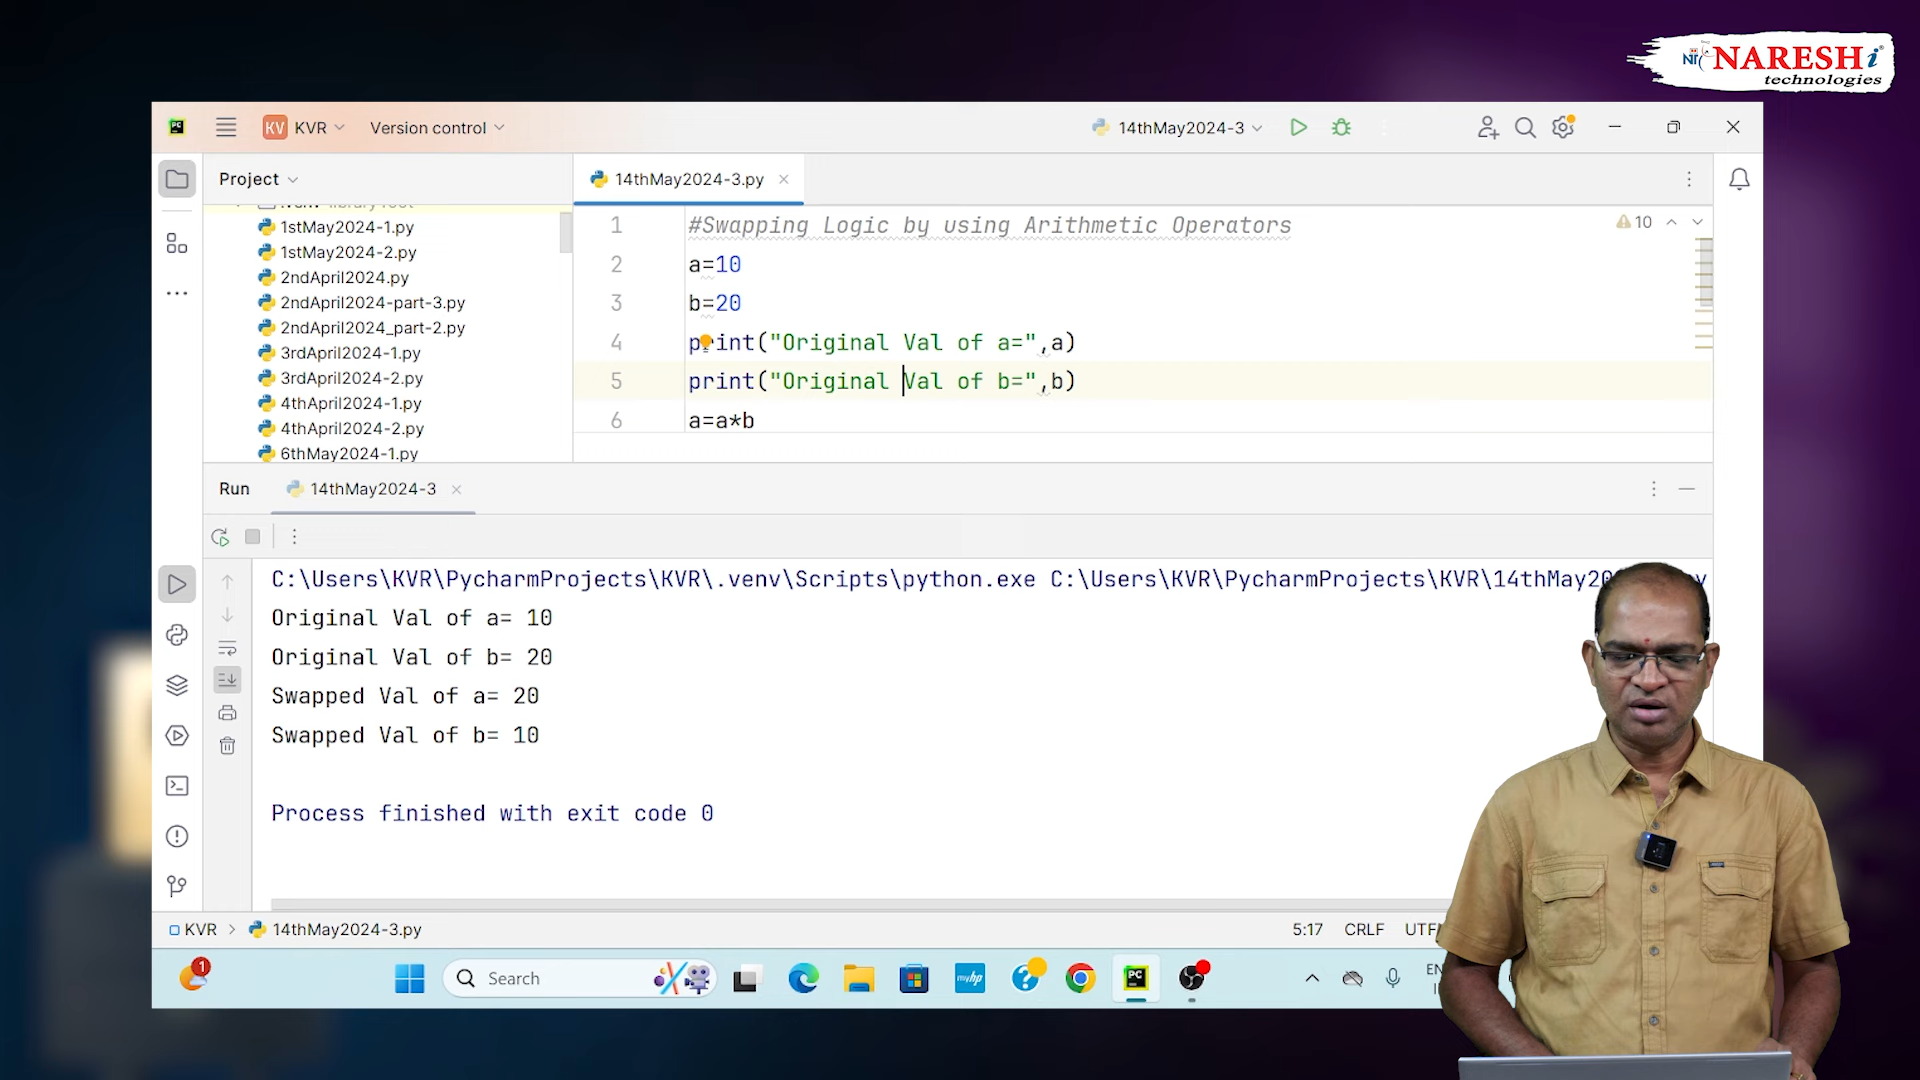 NARESH i
technologies
KV KVR
Version control
14thMay2024-3
Project
14thMay2024-3.py
1stMay2024-1.py
1stMay2024-2.py
2ndApril2024.py
2ndApril2024-part-3.py
2ndApril2024_part-2.py
3rdApril2024-1.py
3rdApril2024-2.py
4thApril2024-1.py
4thApril2024-2.py
6thMay2024-1.py
1 #Swapping Logic by using Arithmetic Operators
2 a=10
3 b=20
4 print("Original Val of a=",a)
5 print("Original Val of b=",b)
6 a=a*b
10
Run
14thMay2024-3
C:\Users\KVR\PycharmProjects\KVR\.venv\Scripts\python.exe C:\Users\KVR\PycharmProjects\KVR\14thMay20
Original Val of a= 10
Original Val of b= 20
Swapped Val of a= 20
Swapped Val of b= 10
Process finished with exit code 0
KVR > 14thMay2024-3.py
5:17 CRLF UTF
1
Search
myhp
PC
EN